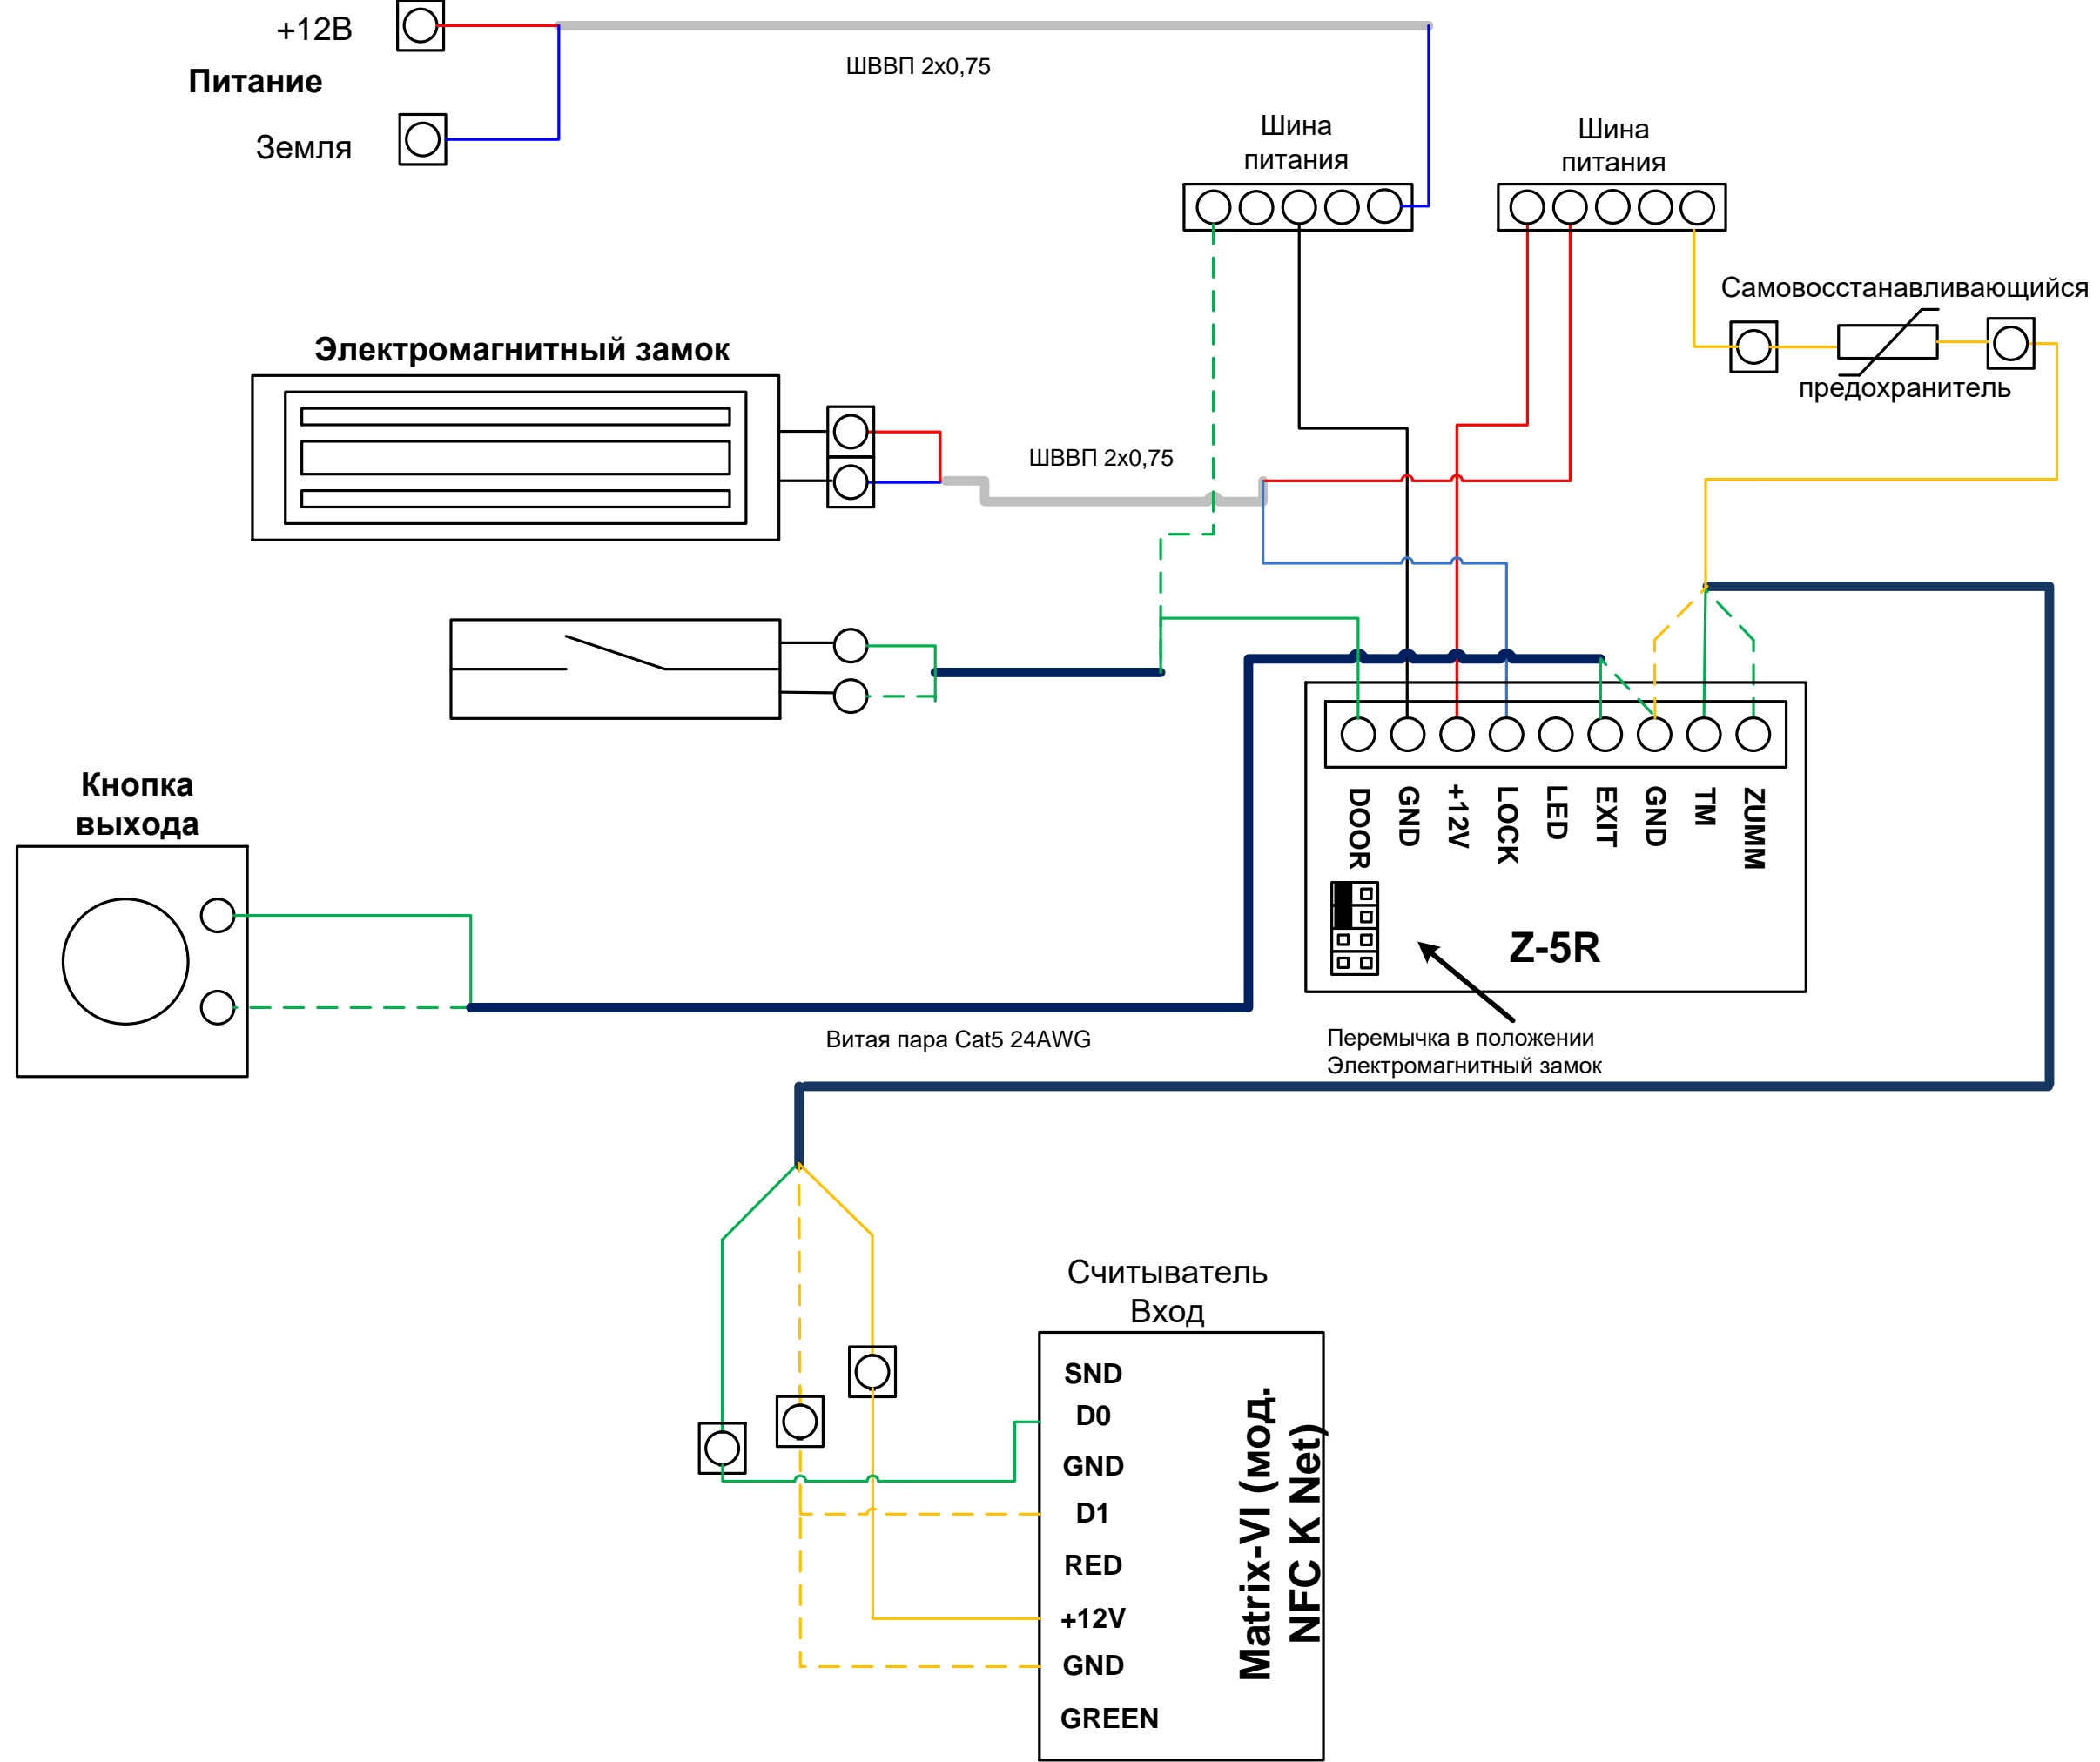 +12В
Питание
Земля
ШВВП 2х0,75
Шина
питания
Шина
питания
Самовосстанавливающийся
предохранитель
Электромагнитный замок
ШВВП 2х0,75
Кнопка
выхода
DOOR
GND
+12V
LOCK
LED
EXIT
GND
TM
ZUMM
Z-5R
Перемычка в положении
Электромагнитный замок
Витая пара Cat5 24AWG
Считыватель
Вход
SND
D0
GND
D1
RED
+12V
GND
GREEN
Matrix-VI (мод.
NFC K Net)